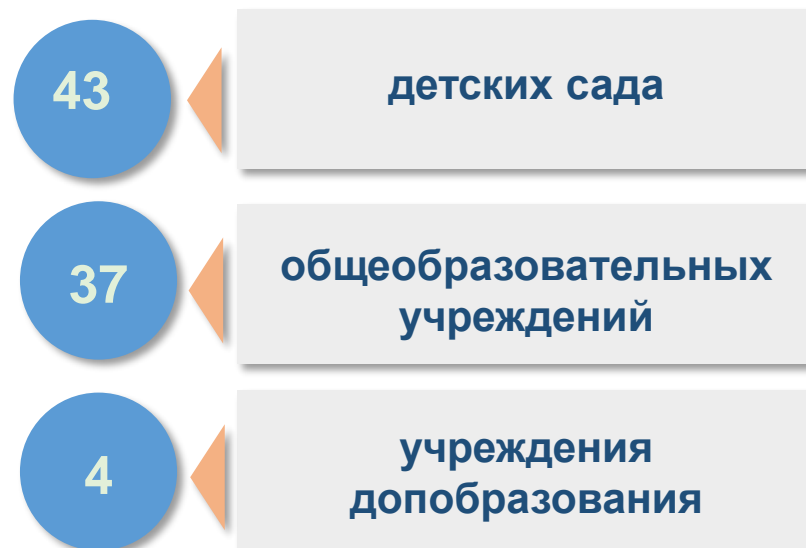 43
детских сада
37
общеобразовательных
учреждений
4
учреждения
допобразования